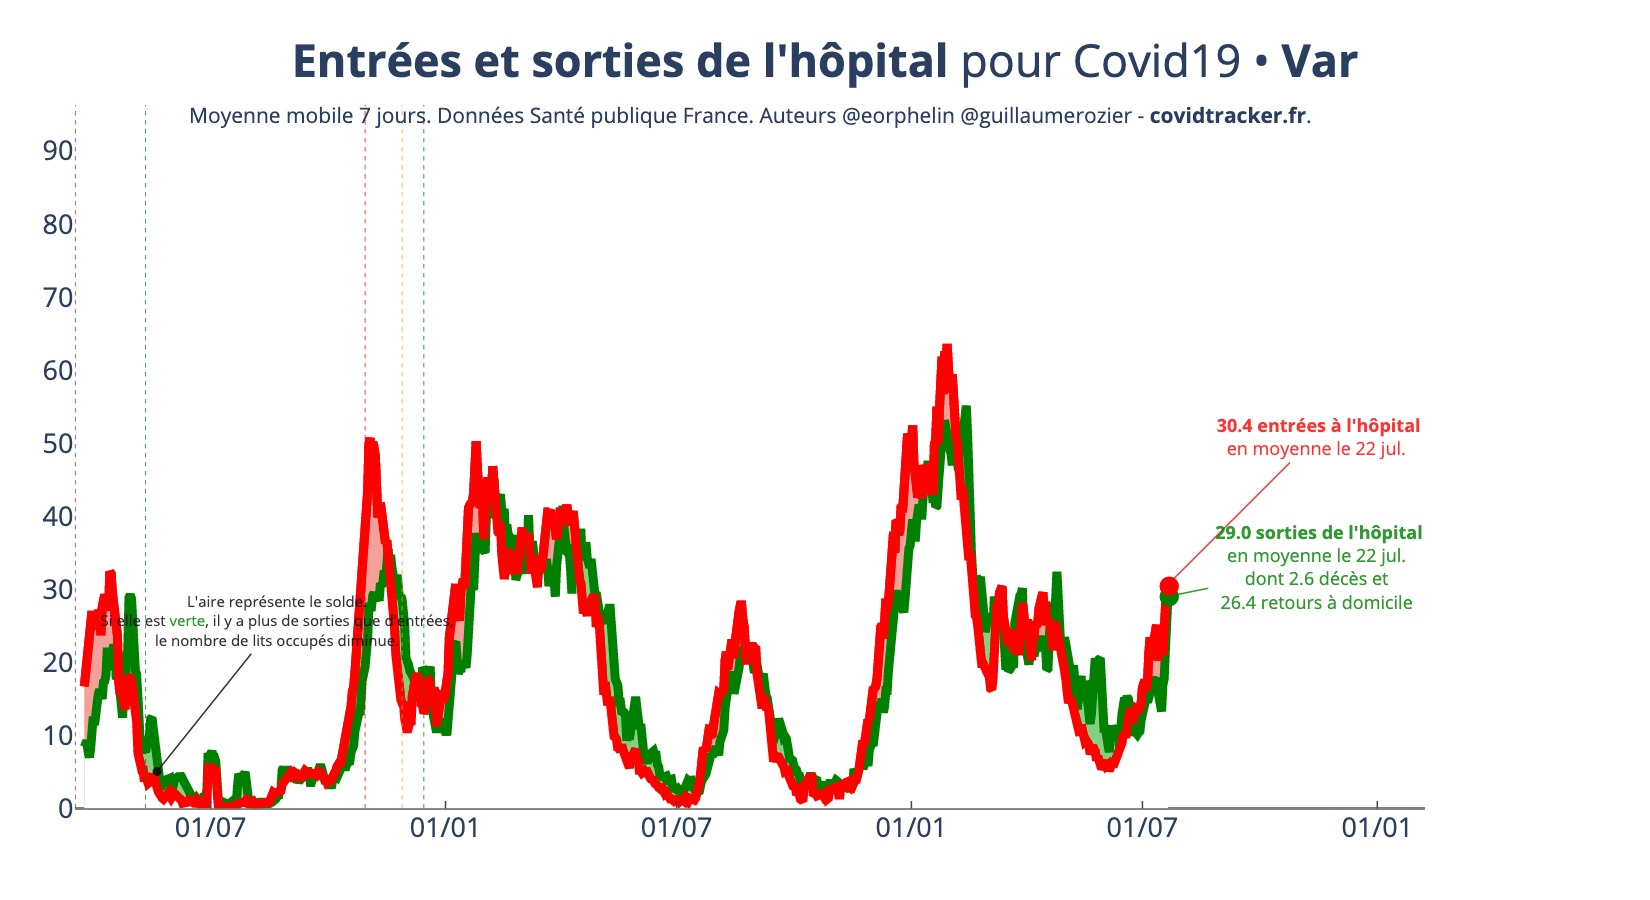 Entrées et sorties de l'hôpital pour Covid19 • Var
Moyenne mobile 7 jours. Données Santé publique France. Auteurs @eorphelin @guillaumerozier - covidtracker.fr.
90
80
70
60
50
40
30
20
10
0
30.4 entrées à l'hôpital
en moyenne le 22 jul.
29.0 sorties de l'hôpital
en moyenne le 22 jul.
dont 2.6 décès et
26.4 retours à domicile
L'aire représente le solde.
Si elle est verte, il y a plus de sorties que d'entrées,
le nombre de lits occupés diminue.
01/07
01/01
01/07
01/01
01/07
01/01